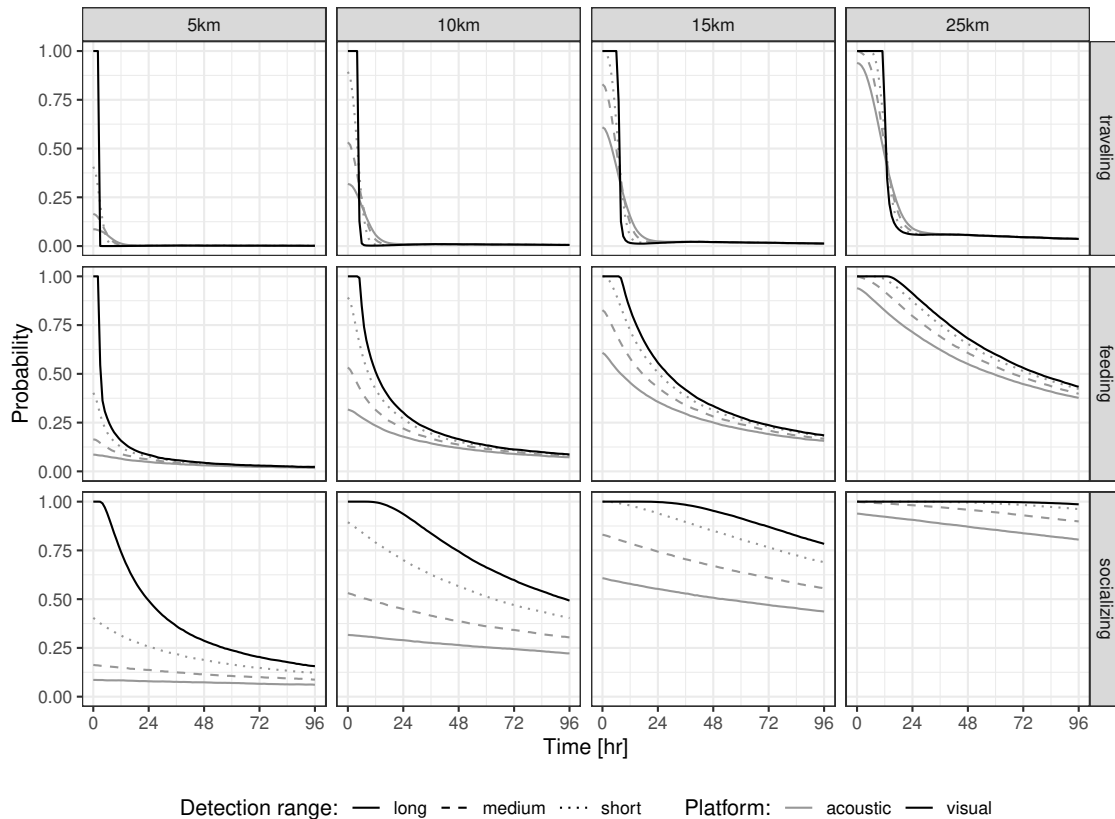 5km 10km 15km 25km
1.00
0.75
0.50
0.25
0.00
traveling
1.00
0.75
0.50
0.25
0.00
feeding
Probability
1.00
0.75
0.50
0.25
0.00
socializing
0 24 48 72 96 0 24 48 72 96 0 24 48 72 96 0 24 48 72 96
Time [hr]
Detection range: long medium short Platform: acoustic visual